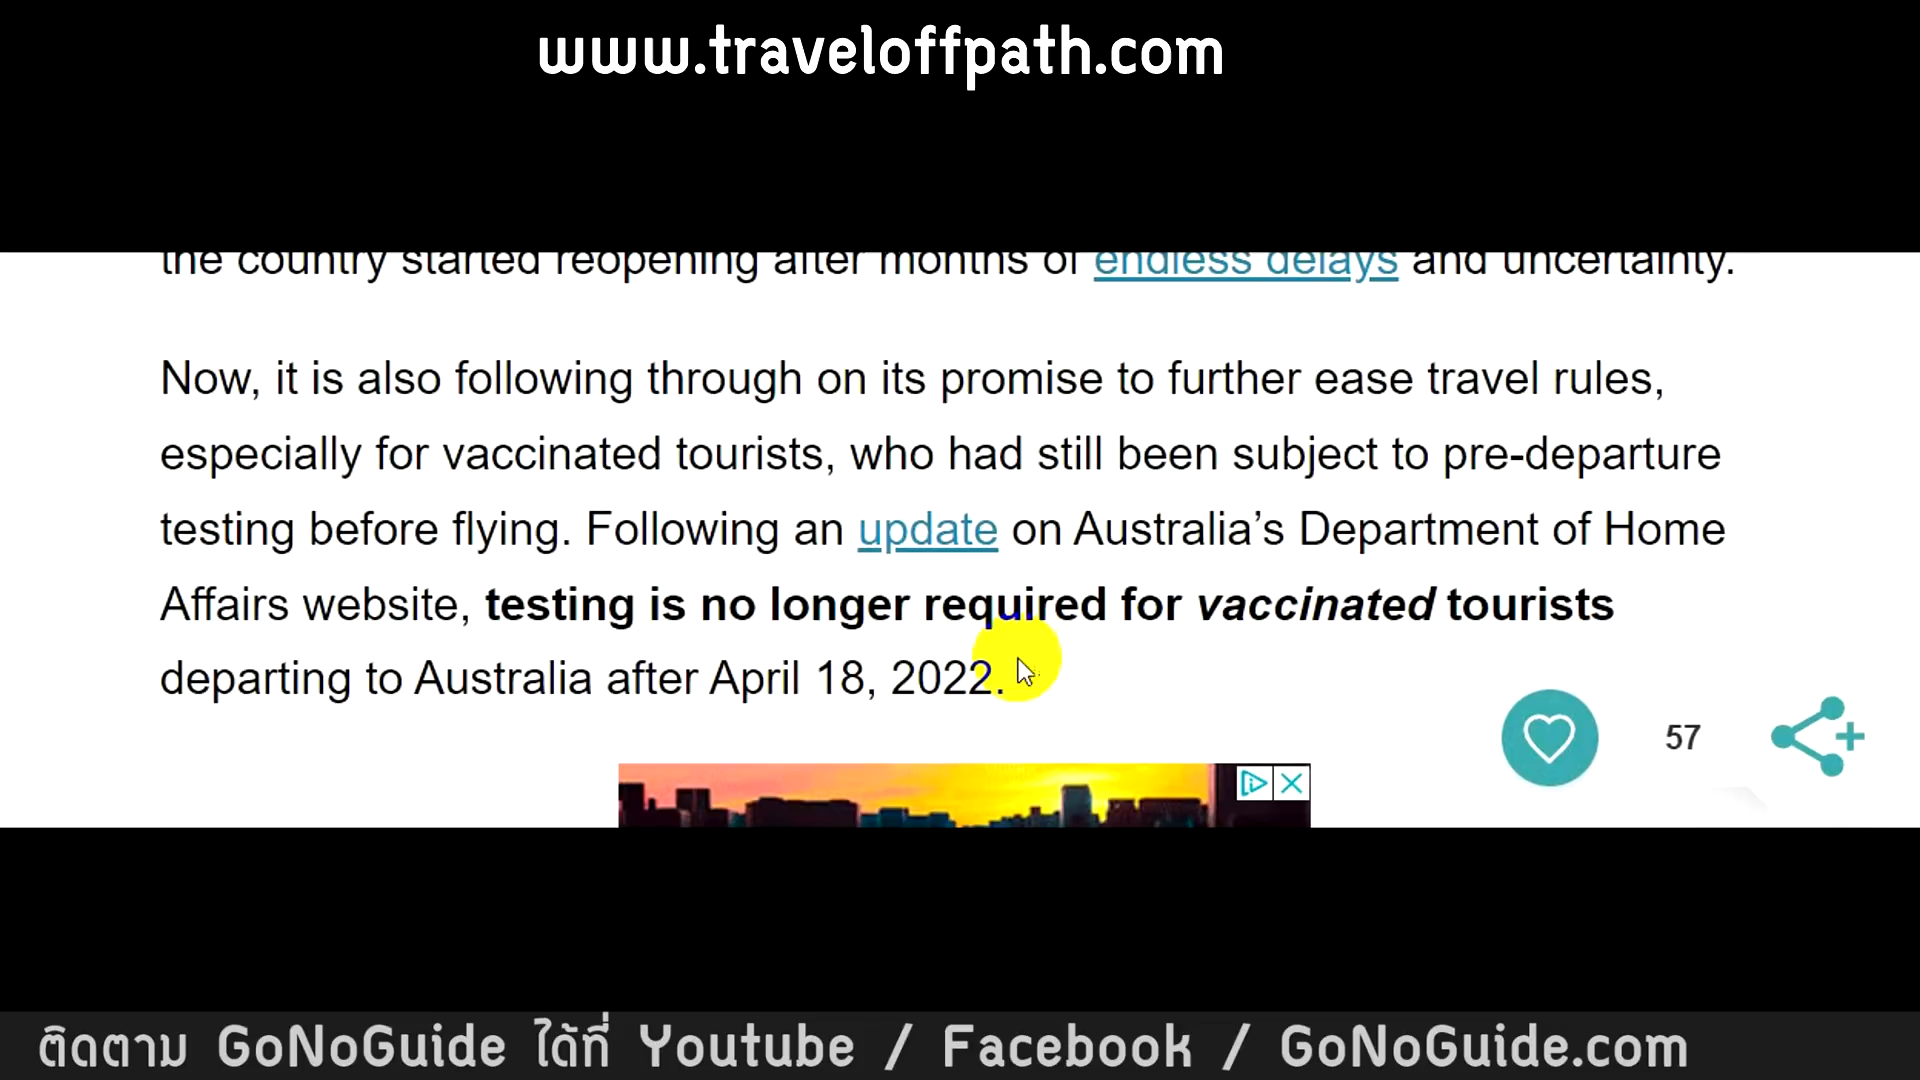 www.traveloffpath.com
the country started reopening after months of endless delays and uncertainty.
Now, it is also following through on its promise to further ease travel rules,
especially for vaccinated tourists, who had still been subject to pre-departure
testing before flying. Following an update on Australia’s Department of Home
Affairs website, testing is no longer required for vaccinated tourists
departing to Australia after April 18, 2022.
57
ติดตาม GoNoGuide ได้ที่ Youtube / Facebook / GoNoGuide.com